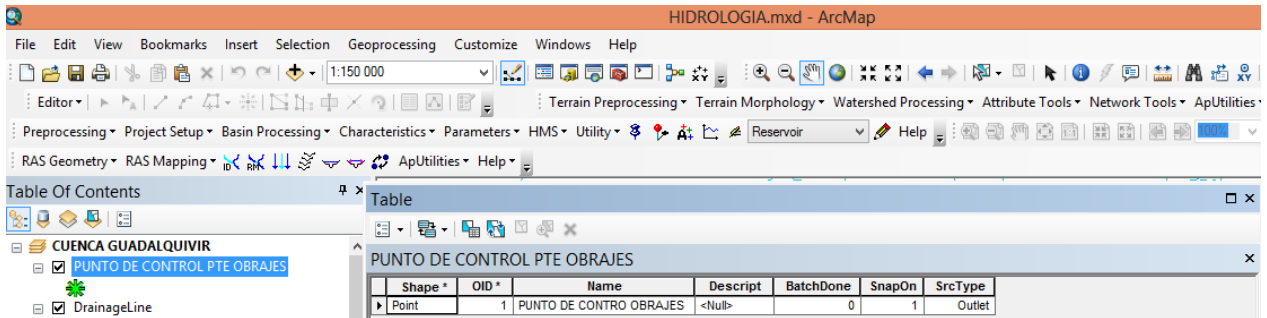 HIDROLOGIA.mxd - ArcMap
File Edit View Bookmarks Insert Selection Geoprocessing Customize Windows Help
1:150 000
Editor Terrain Preprocessing Terrain Morphology Watershed Processing Attribute Tools Network Tools ApUtilities
Preprocessing Project Setup Basin Processing Characteristics Parameters HMS Utility Reservoir Help 100%
RAS Geometry RAS Mapping ID RM ApUtilities Help
Table Of Contents
Table
CUENCA GUADALQUIVIR
PUNTO DE CONTROL PTE OBRAJES
DrainageLine
PUNTO DE CONTROL PTE OBRAJES
Shape * OID * Name Descript BatchDone SnapOn SrcType
Point 1 PUNTO DE CONTRO OBRAJES <Null> 0 1 Outlet